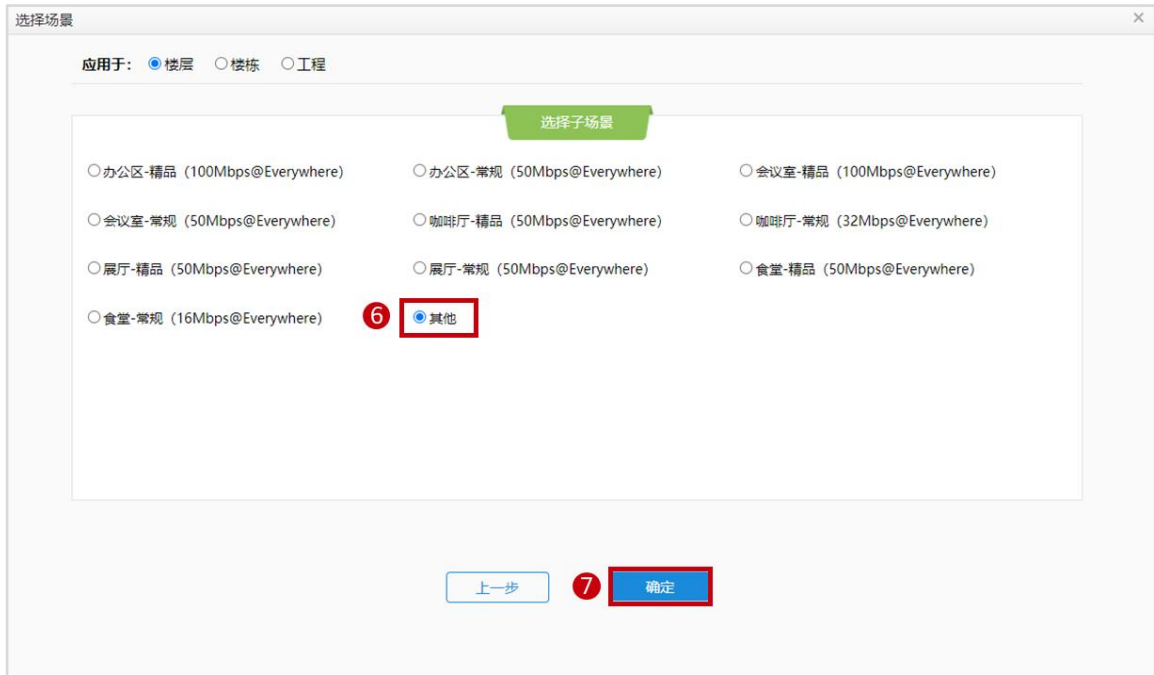 选择场景
应用于： 楼层 楼栋 工程
选择子场景
办公区-精品（100Mbps@Everywhere） 办公区-常规（50Mbps@Everywhere） 会议室-精品（100Mbps@Everywhere）
会议室-常规（50Mbps@Everywhere） 咖啡厅-精品（50Mbps@Everywhere） 咖啡厅-常规（32Mbps@Everywhere）
展厅-精品（50Mbps@Everywhere） 展厅-常规（50Mbps@Everywhere） 食堂-精品（50Mbps@Everywhere）
食堂-常规（16Mbps@Everywhere） 6 其他
上一步 7 确定